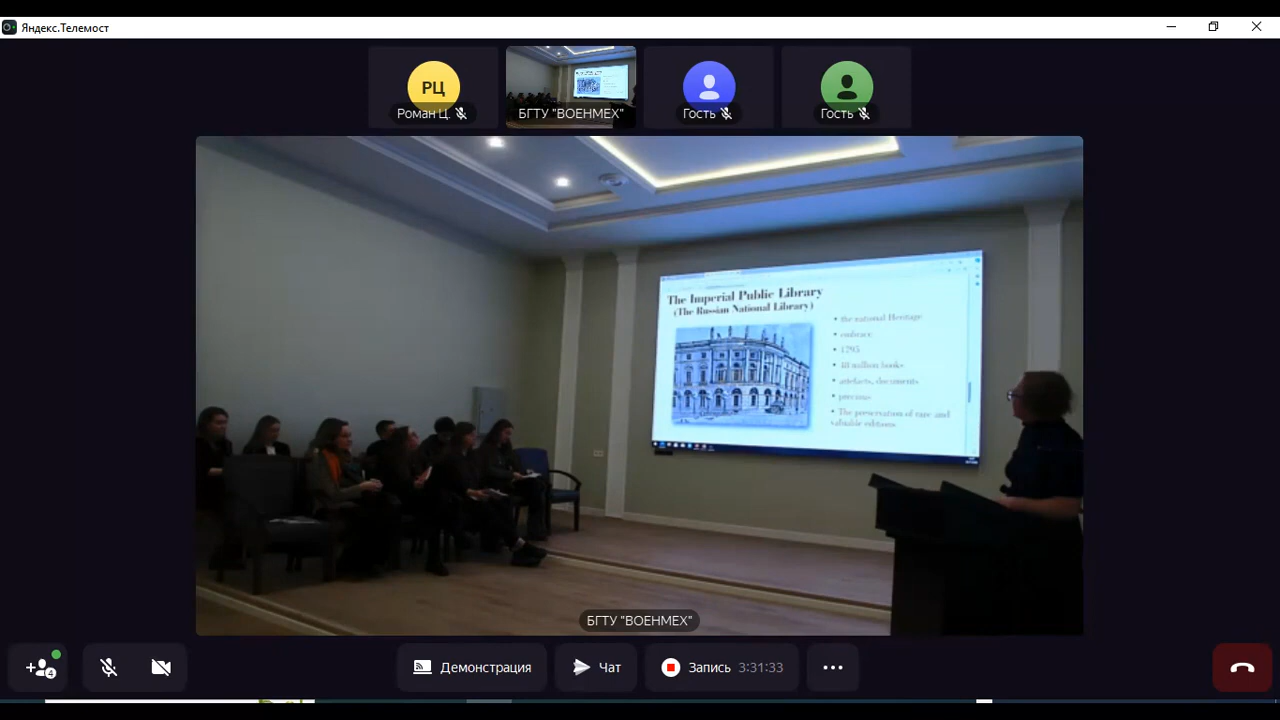 Яндекс.Телемост
РЦ
Роман Ц.
БГТУ "ВОЕНМЕХ"
Гость
Гость
The Imperial Public Library
(The Russian National Library)
• the national Heritage
• embrace
• 1795
• 18 million books
• artefacts, documents
• precious
• The preservation of rare and
valuable editions
БГТУ "ВОЕНМЕХ"
4
Демонстрация
Чат
Запись 3:31:33